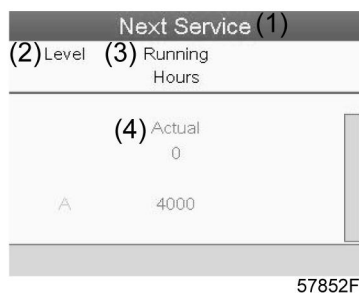 Next Service (1)
(2) Level (3) Running
Hours
(4) Actual
0
A 4000
57852F